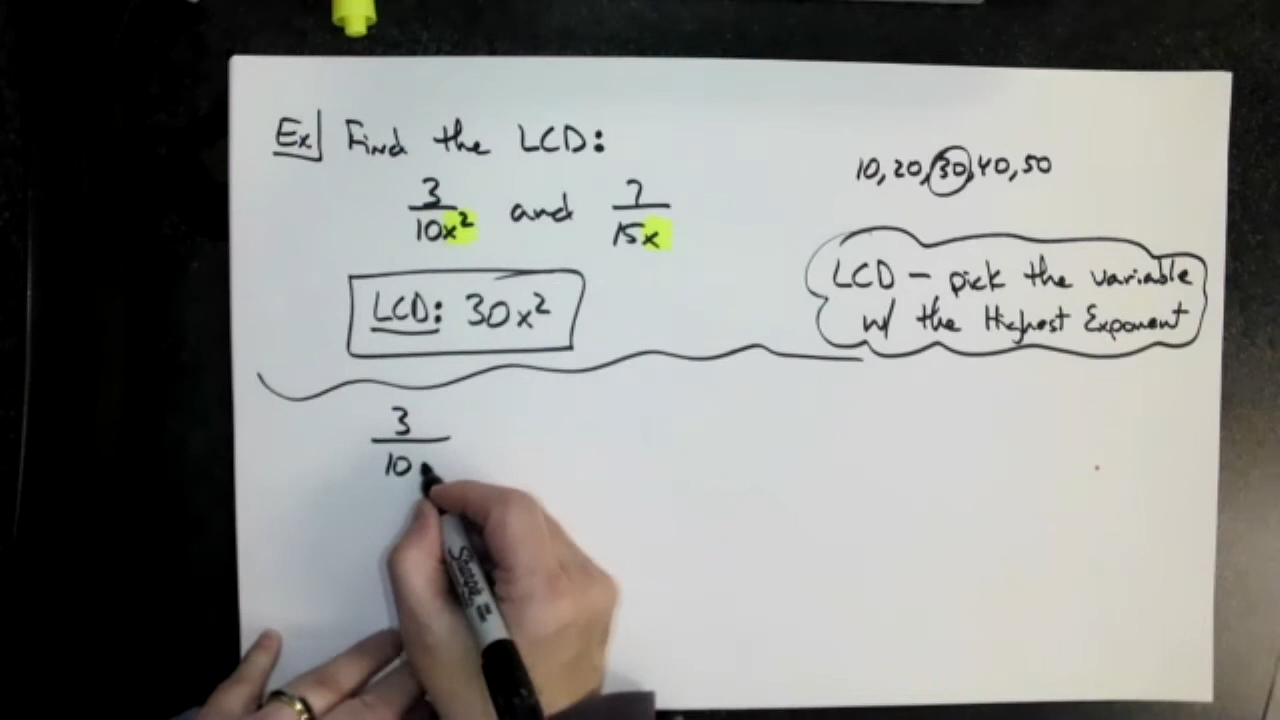 Ex| Find the LCD:
10, 20, 30, 40, 50
3/10x² and 7/15x
LCD - pick the variable
w/ the Highest Exponent
LCD: 30x²
3
10
Sharpie